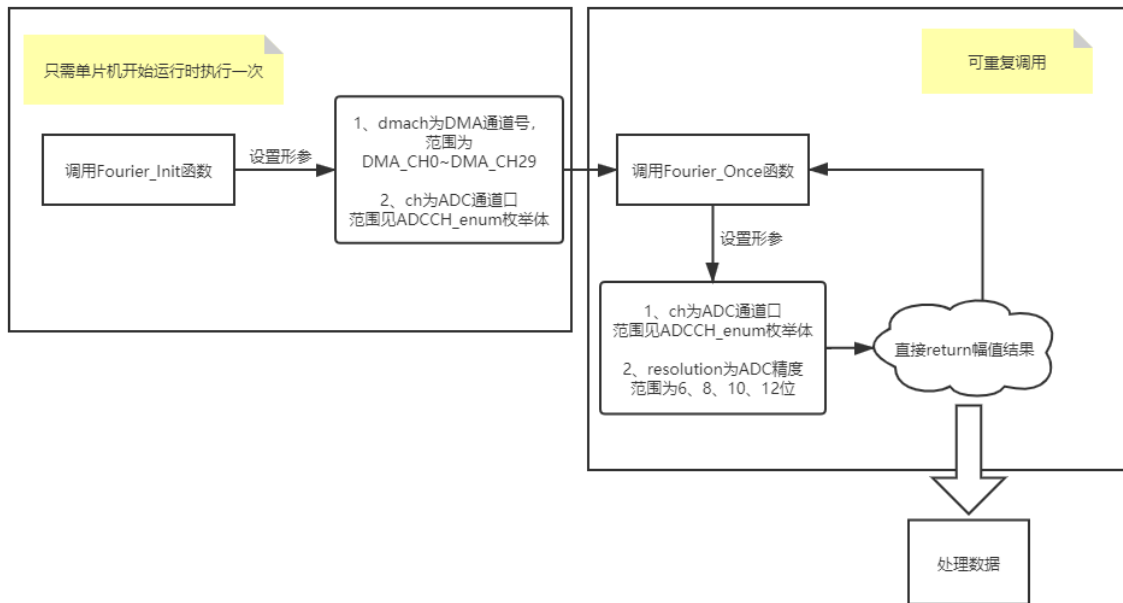 只需单片机开始运行时执行一次
调用Fourier_Init函数
设置形参
1、dmach为DMA通道号，
范围为
DMA_CH0~DMA_CH29
2、ch为ADC通道口
范围见ADCCH_enum枚举体
可重复调用
调用Fourier_Once函数
设置形参
1、ch为ADC通道口
范围见ADCCH_enum枚举体
2、resolution为ADC精度
范围为6、8、10、12位
直接return幅值结果
处理数据